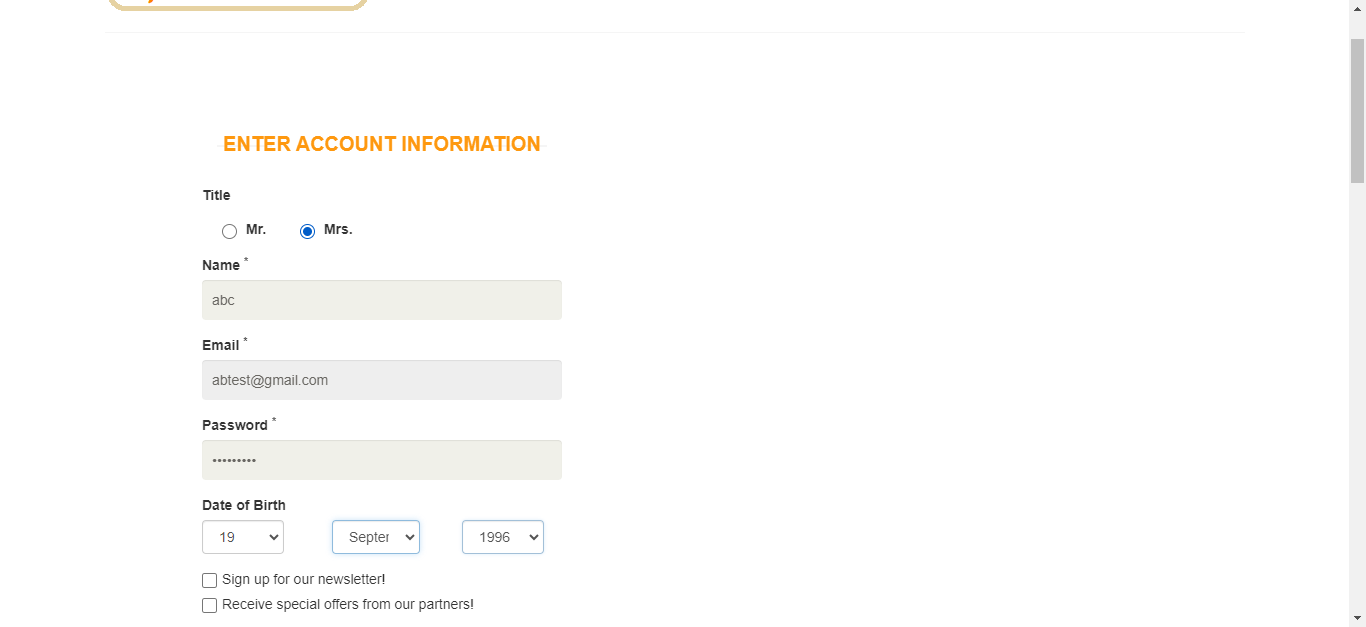 ENTER ACCOUNT INFORMATION
Title
Mr. Mrs.
Name *
abc
Email *
abtest@gmail.com
Password *
•••••••••
Date of Birth
19 Septer 1996
Sign up for our newsletter!
Receive special offers from our partners!